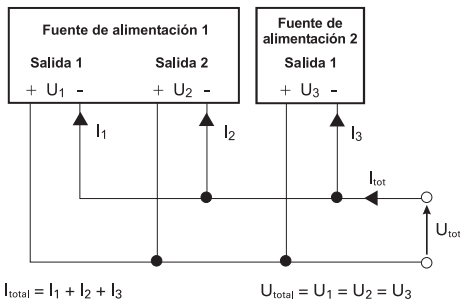 Fuente de alimentación 1
Fuente de
alimentación 2
Salida 1
Salida 2
Salida 1
+ U1 -
+ U2 -
+ U3 -
I1
I2
I3
Itot
Utot
Itotal = I1 + I2 + I3
Utotal = U1 = U2 = U3